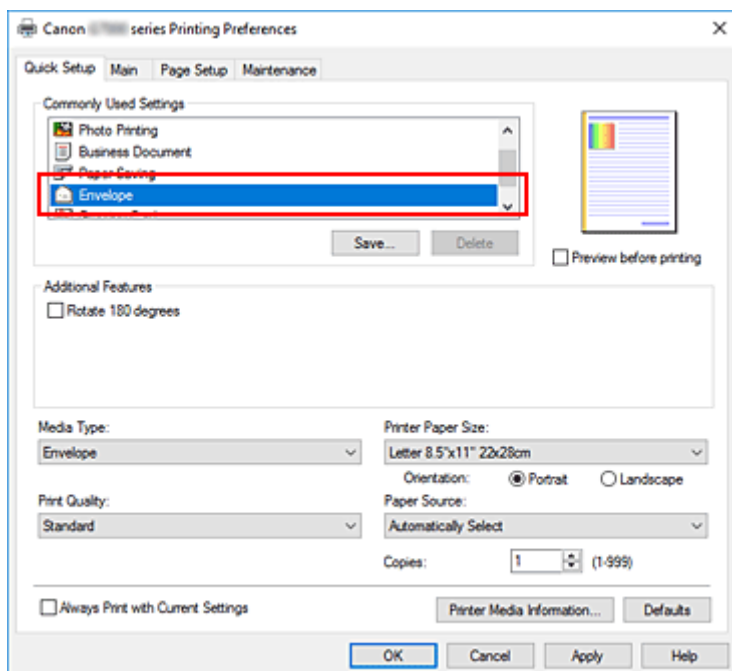 Canon series Printing Preferences
Quick Setup Main Page Setup Maintenance
Commonly Used Settings
Photo Printing
Business Document
Paper Saving
Envelope
Save... Delete
Preview before printing
Additional Features
Rotate 180 degrees
Media Type:
Envelope
Printer Paper Size:
Letter 8.5"x11" 22x28cm
Orientation: Portrait Landscape
Print Quality:
Standard
Paper Source:
Automatically Select
Copies: 1 (1-999)
Always Print with Current Settings
Printer Media Information... Defaults
OK Cancel Apply Help